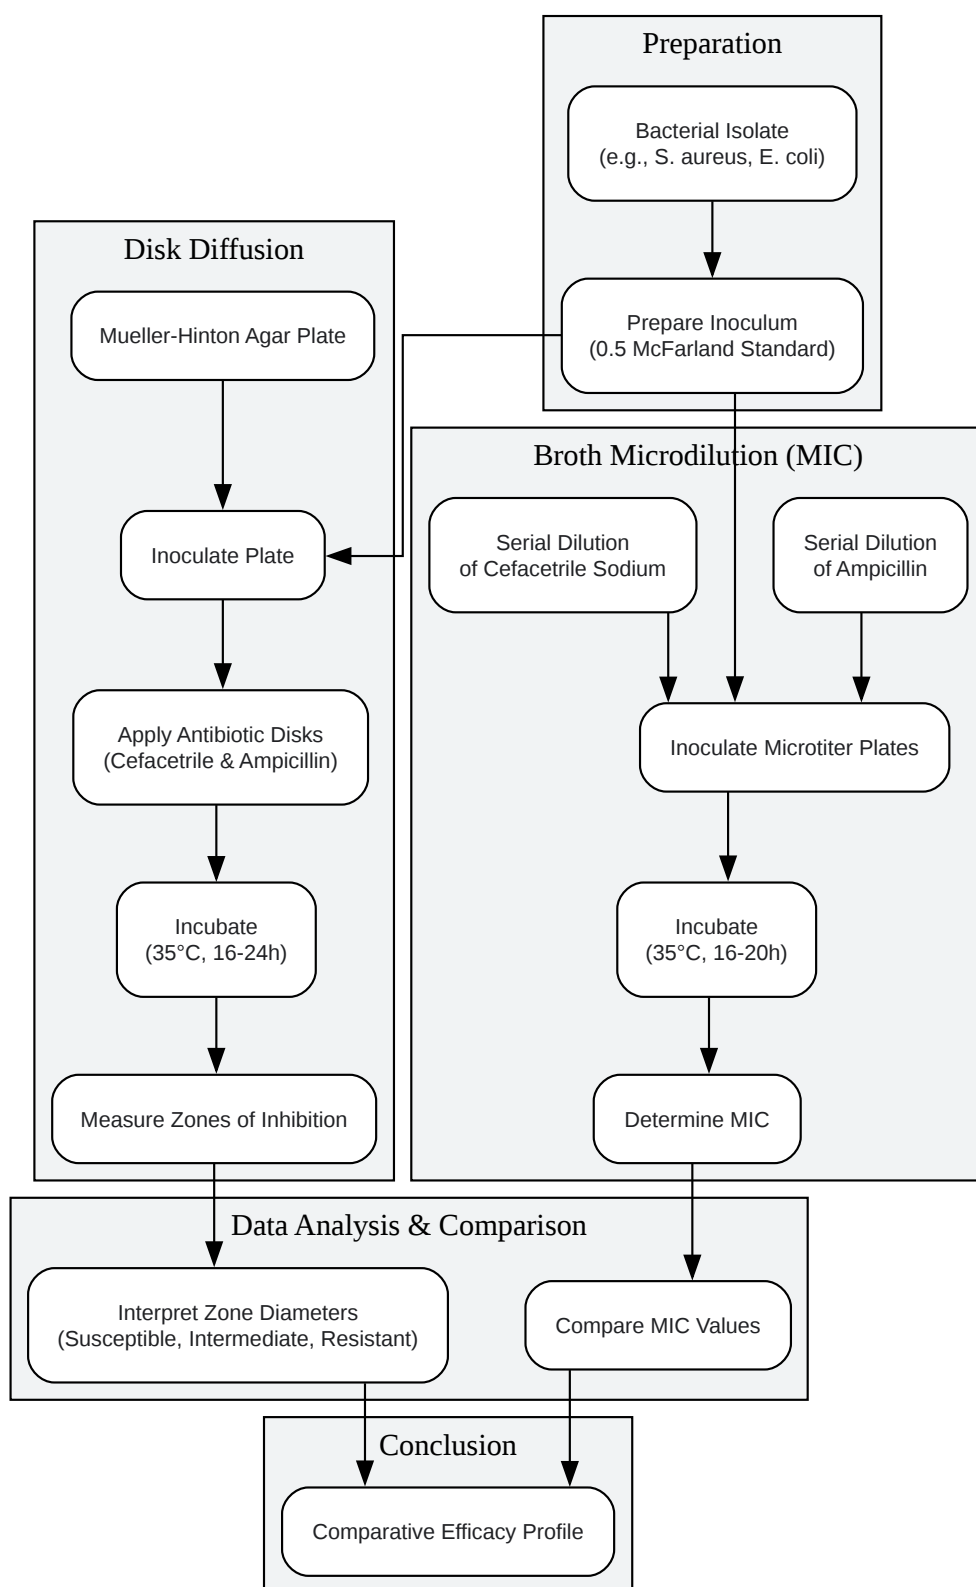 Preparation
Bacterial Isolate
(e.g., S. aureus, E. coli)
Prepare Inoculum
(0.5 McFarland Standard)
Disk Diffusion
Mueller-Hinton Agar Plate
Inoculate Plate
Apply Antibiotic Disks
(Cefacetrile & Ampicillin)
Incubate
(35°C, 16-24h)
Measure Zones of Inhibition
Broth Microdilution (MIC)
Serial Dilution
of Cefacetrile Sodium
Serial Dilution
of Ampicillin
Inoculate Microtiter Plates
Incubate
(35°C, 16-20h)
Determine MIC
Data Analysis & Comparison
Interpret Zone Diameters
(Susceptible, Intermediate, Resistant)
Compare MIC Values
Conclusion
Comparative Efficacy Profile